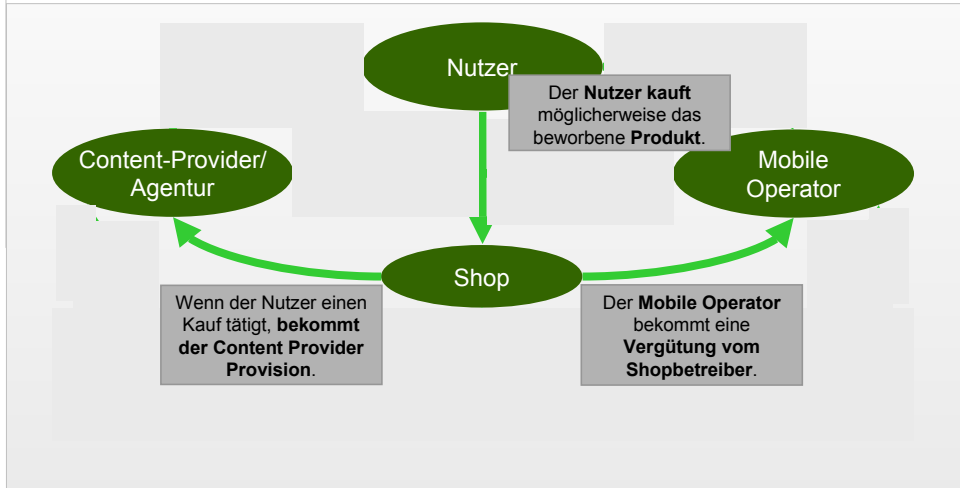 Nutzer
Der Nutzer kauft
möglicherweise das
beworbene Produkt.
Content-Provider/
Agentur
Mobile
Operator
Shop
Wenn der Nutzer einen
Kauf tätigt, bekommt
der Content Provider
Provision.
Der Mobile Operator
bekommt eine
Vergütung vom
Shopbetreiber.